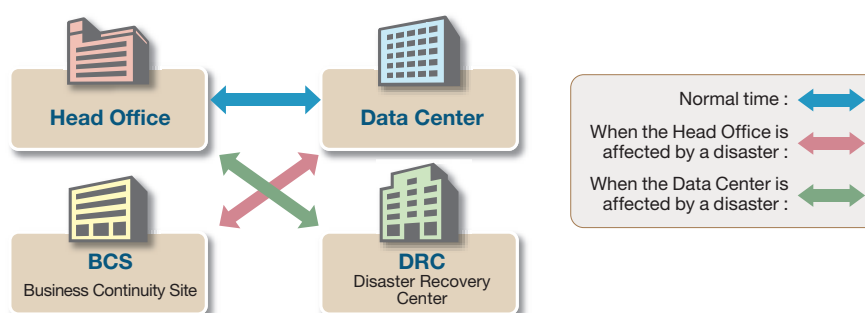 Head Office
Data Center
BCS
Business Continuity Site
DRC
Disaster Recovery
Center
Normal time :
When the Head Office is
affected by a disaster :
When the Data Center is
affected by a disaster :